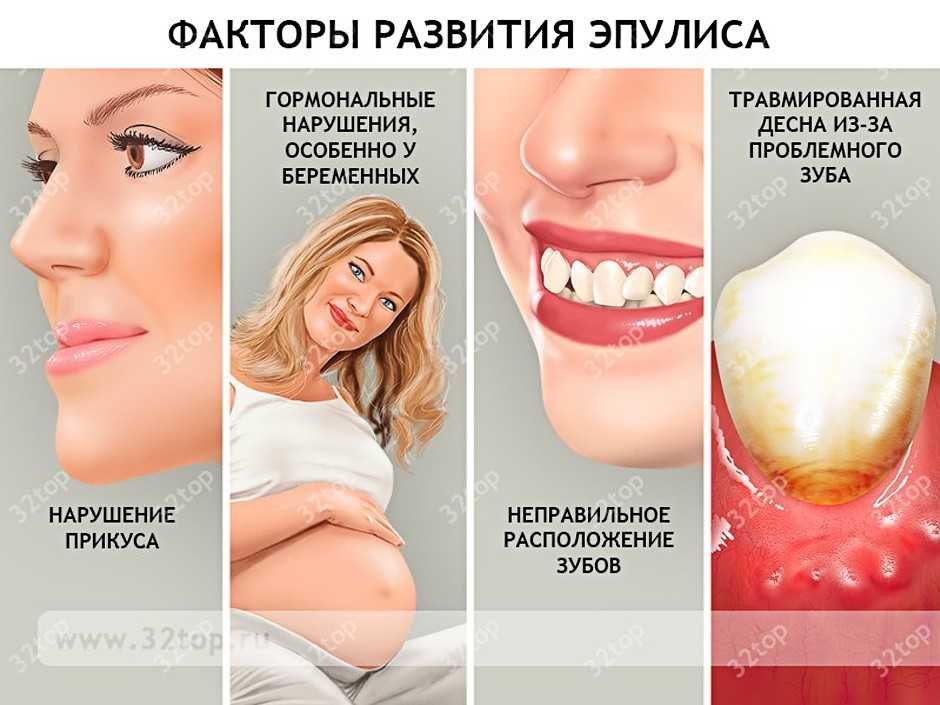 ФАКТОРЫ РАЗВИТИЯ ЭПУЛИСА
НАРУШЕНИЕ
ПРИКУСА
ГОРМОНАЛЬНЫЕ
НАРУШЕНИЯ,
ОСОБЕННО У
БЕРЕМЕННЫХ
НЕПРАВИЛЬНОЕ
РАСПОЛОЖЕНИЕ
ЗУБОВ
ТРАВМИРОВАННАЯ
ДЕСНА ИЗ-ЗА
ПРОБЛЕМНОГО
ЗУБА
www.32top.ru
32top